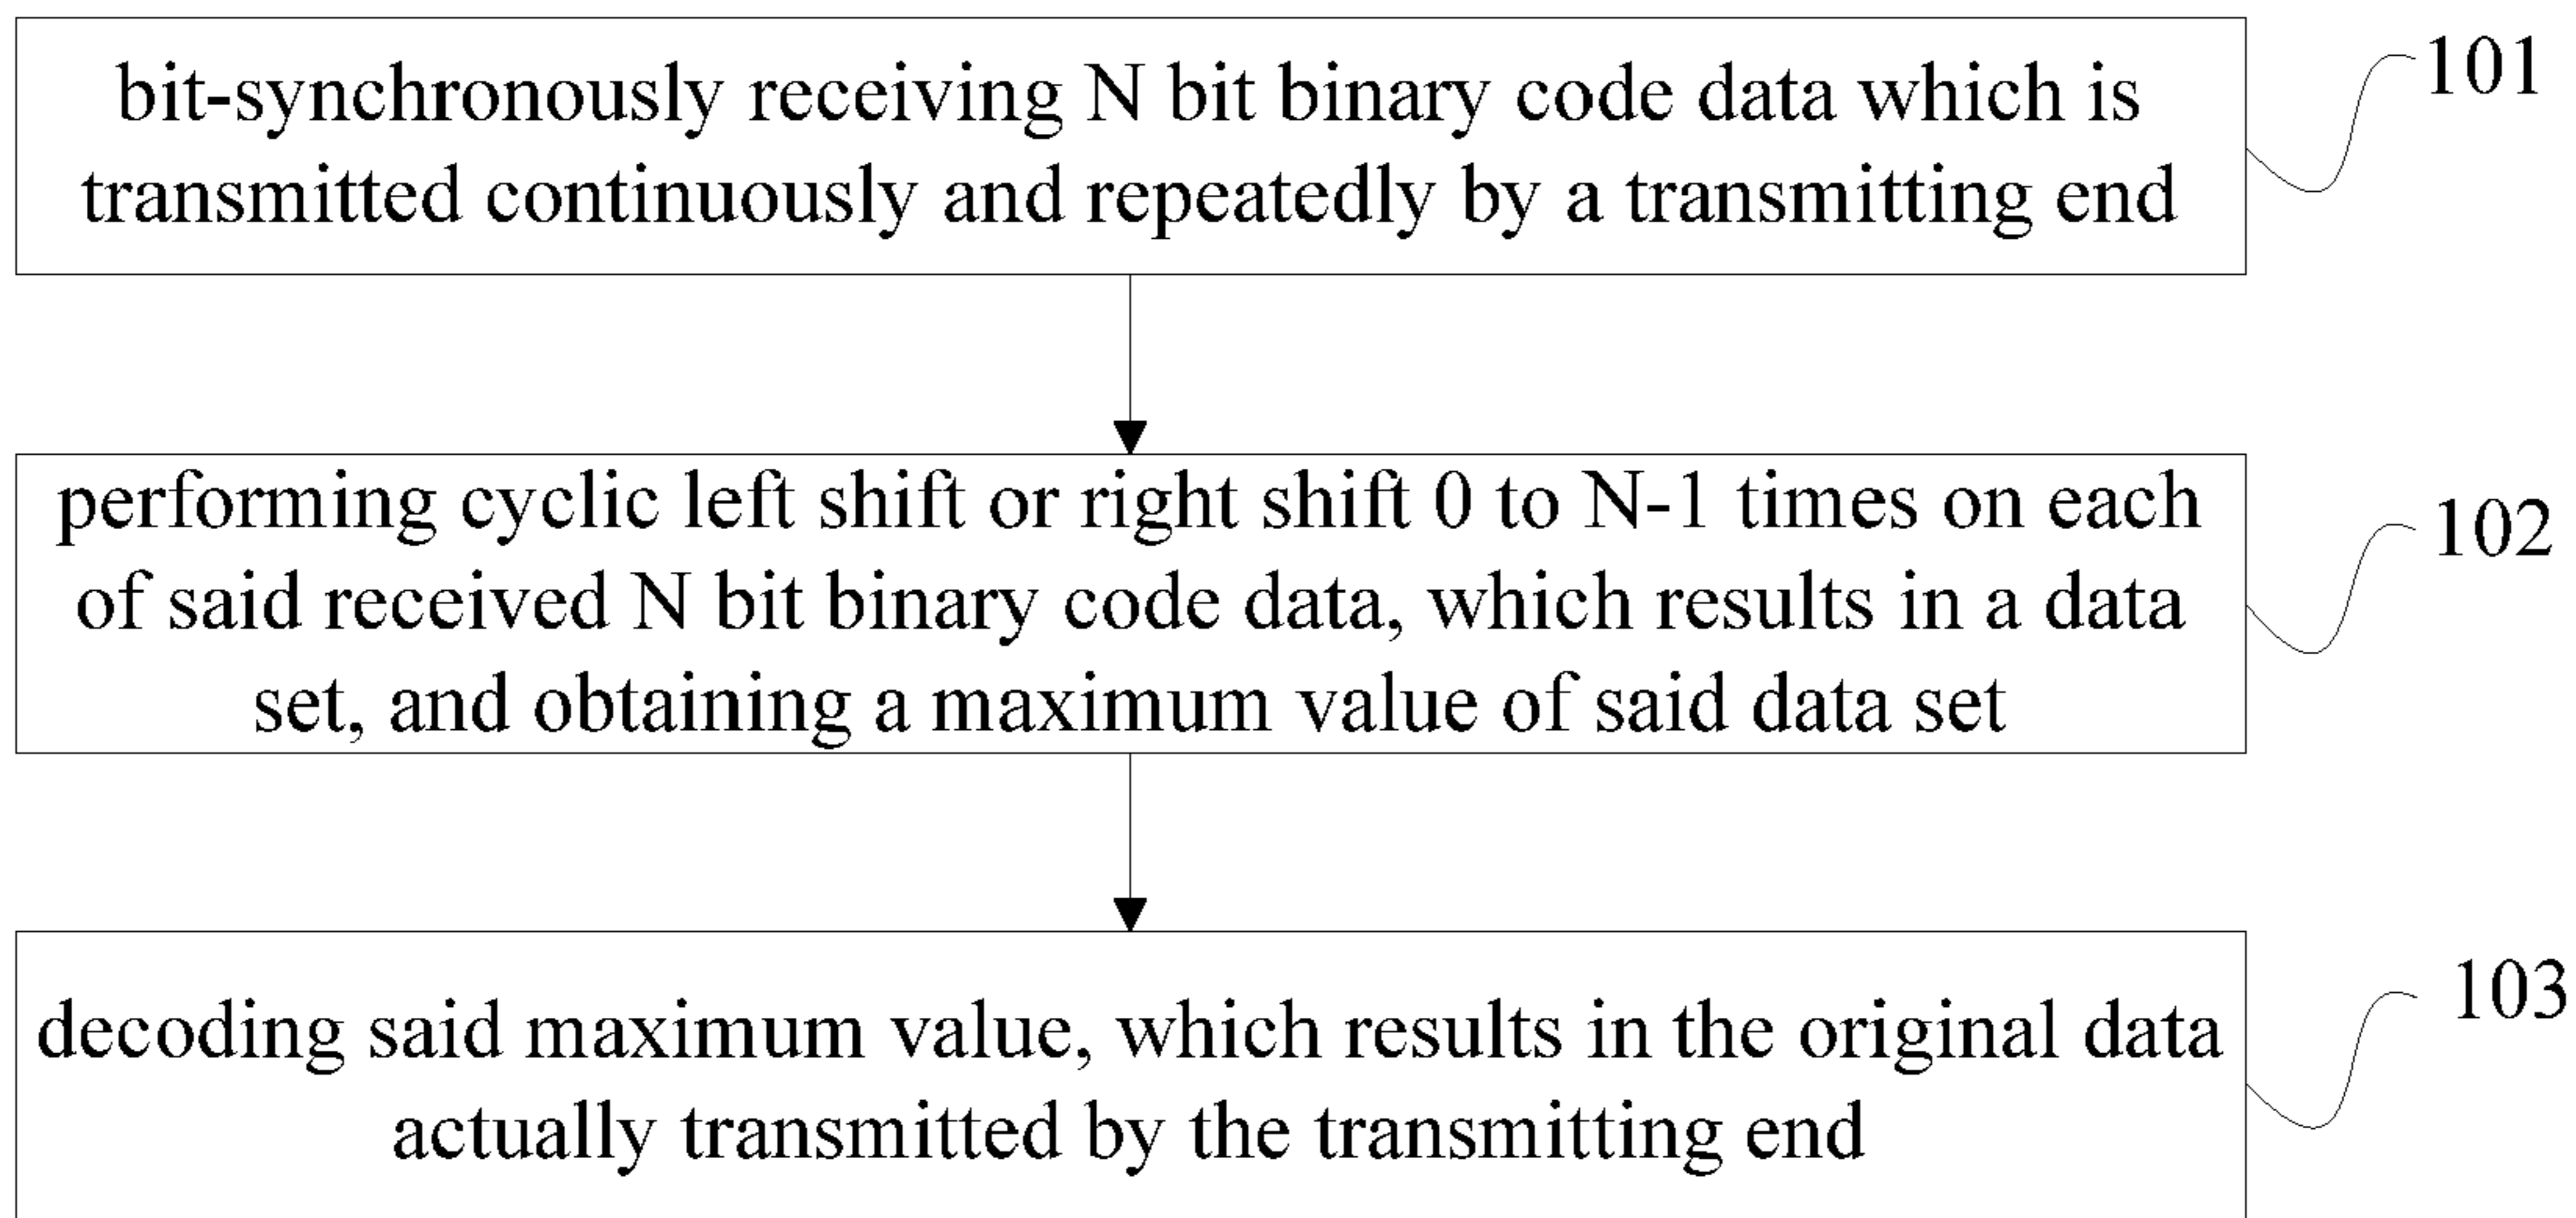 bit-synchronously receiving N bit binary code data which is
transmitted continuously and repeatedly by a transmitting end
101
performing cyclic left shift or right shift 0 to N-1 times on each
of said received N bit binary code data, which results in a data
set, and obtaining a maximum value of said data set
102
decoding said maximum value, which results in the original data
actually transmitted by the transmitting end
103